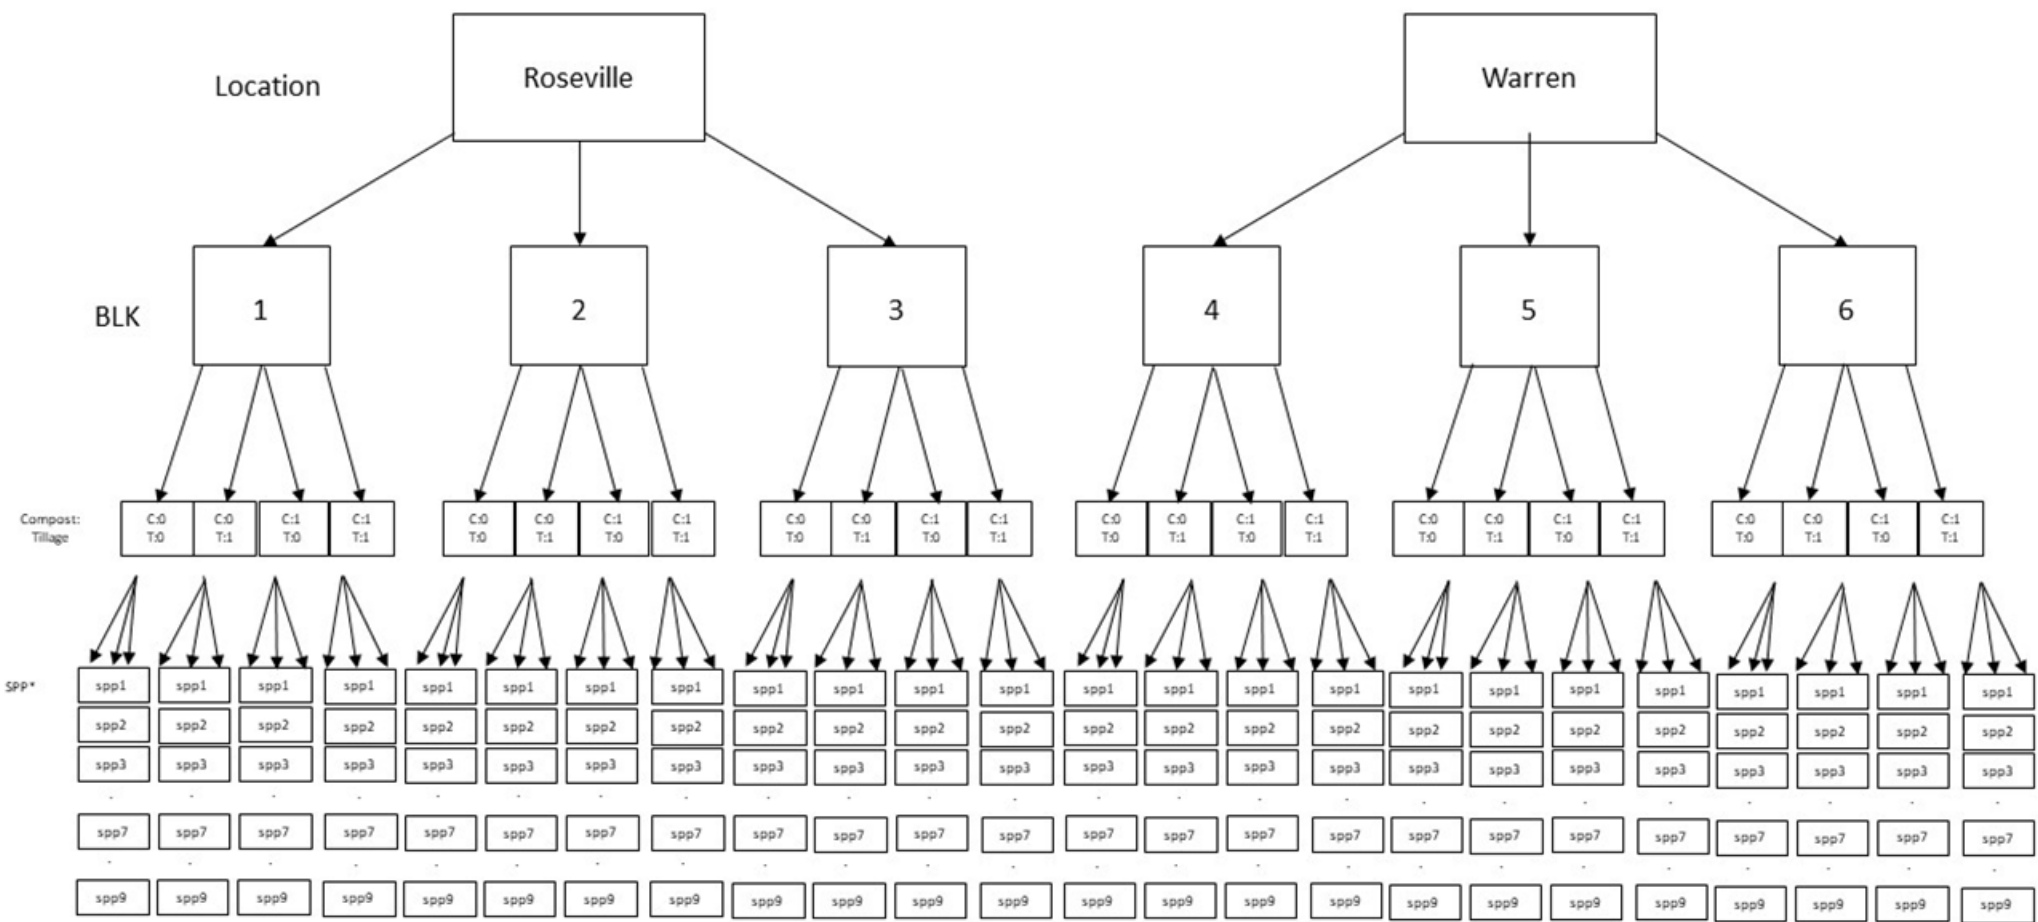 Location Roseville Warren
BLK 1 2 3 4 5 6
Compost: C:0 C:0 C:1 C:1 C:0 C:0 C:1 C:1 C:0 C:0 C:1 C:1 C:0 C:0 C:1 C:1 C:0 C:0 C:1 C:1 C:0 C:0 C:1 C:1
Tillage T:0 T:1 T:0 T:1 T:0 T:1 T:0 T:1 T:0 T:1 T:0 T:1 T:0 T:1 T:0 T:1 T:0 T:1 T:0 T:1 T:0 T:1 T:0 T:1
SPP* spp1 spp1 spp1 spp1 spp1 spp1 spp1 spp1 spp1 spp1 spp1 spp1 spp1 spp1 spp1 spp1 spp1 spp1 spp1 spp1 spp1 spp1 spp1 spp1
spp2 spp2 spp2 spp2 spp2 spp2 spp2 spp2 spp2 spp2 spp2 spp2 spp2 spp2 spp2 spp2 spp2 spp2 spp2 spp2 spp2 spp2 spp2 spp2
spp3 spp3 spp3 spp3 spp3 spp3 spp3 spp3 spp3 spp3 spp3 spp3 spp3 spp3 spp3 spp3 spp3 spp3 spp3 spp3 spp3 spp3 spp3 spp3
spp7 spp7 spp7 spp7 spp7 spp7 spp7 spp7 spp7 spp7 spp7 spp7 spp7 spp7 spp7 spp7 spp7 spp7 spp7 spp7 spp7 spp7 spp7 spp7
spp9 spp9 spp9 spp9 spp9 spp9 spp9 spp9 spp9 spp9 spp9 spp9 spp9 spp9 spp9 spp9 spp9 spp9 spp9 spp9 spp9 spp9 spp9 spp9